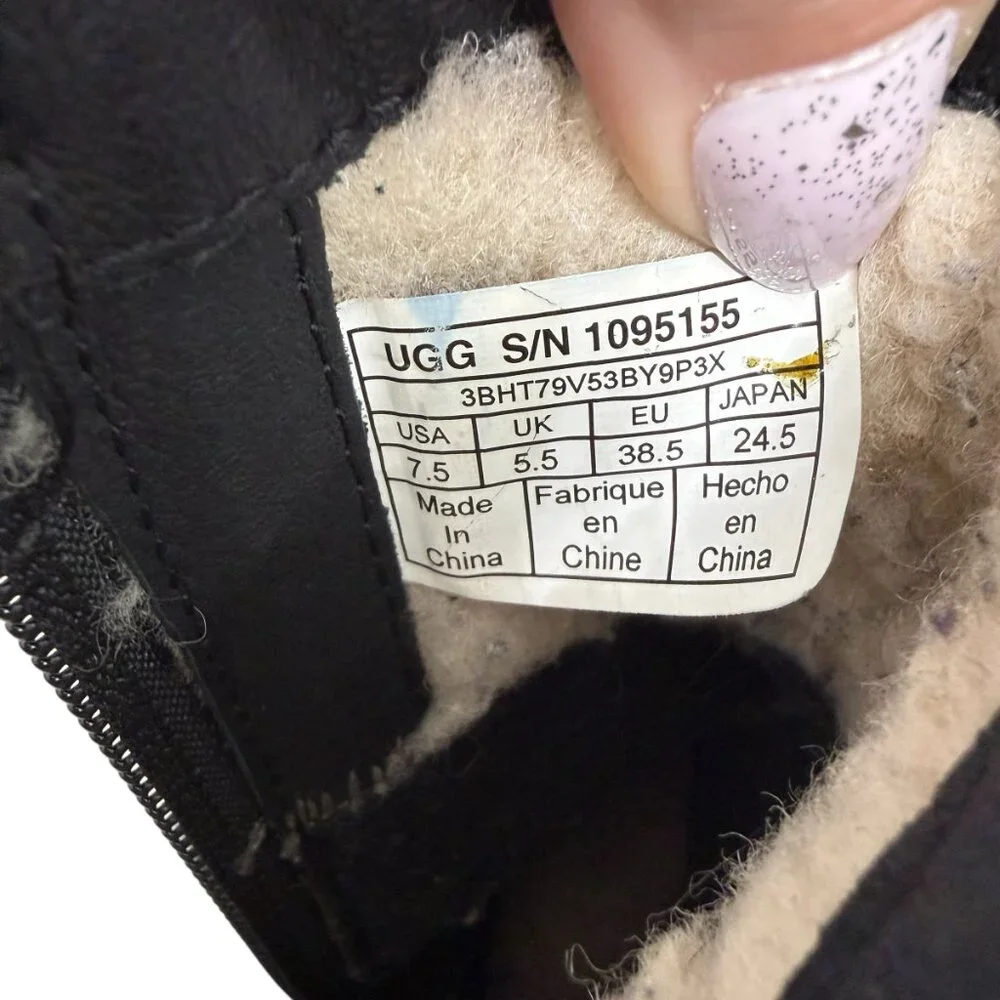 UGG S/N 1095155
3BHT79V53BY9P3X
USA UK EU JAPAN
7.5 5.5 38.5 24.5
Made In China
Fabrique en Chine
Hecho en China